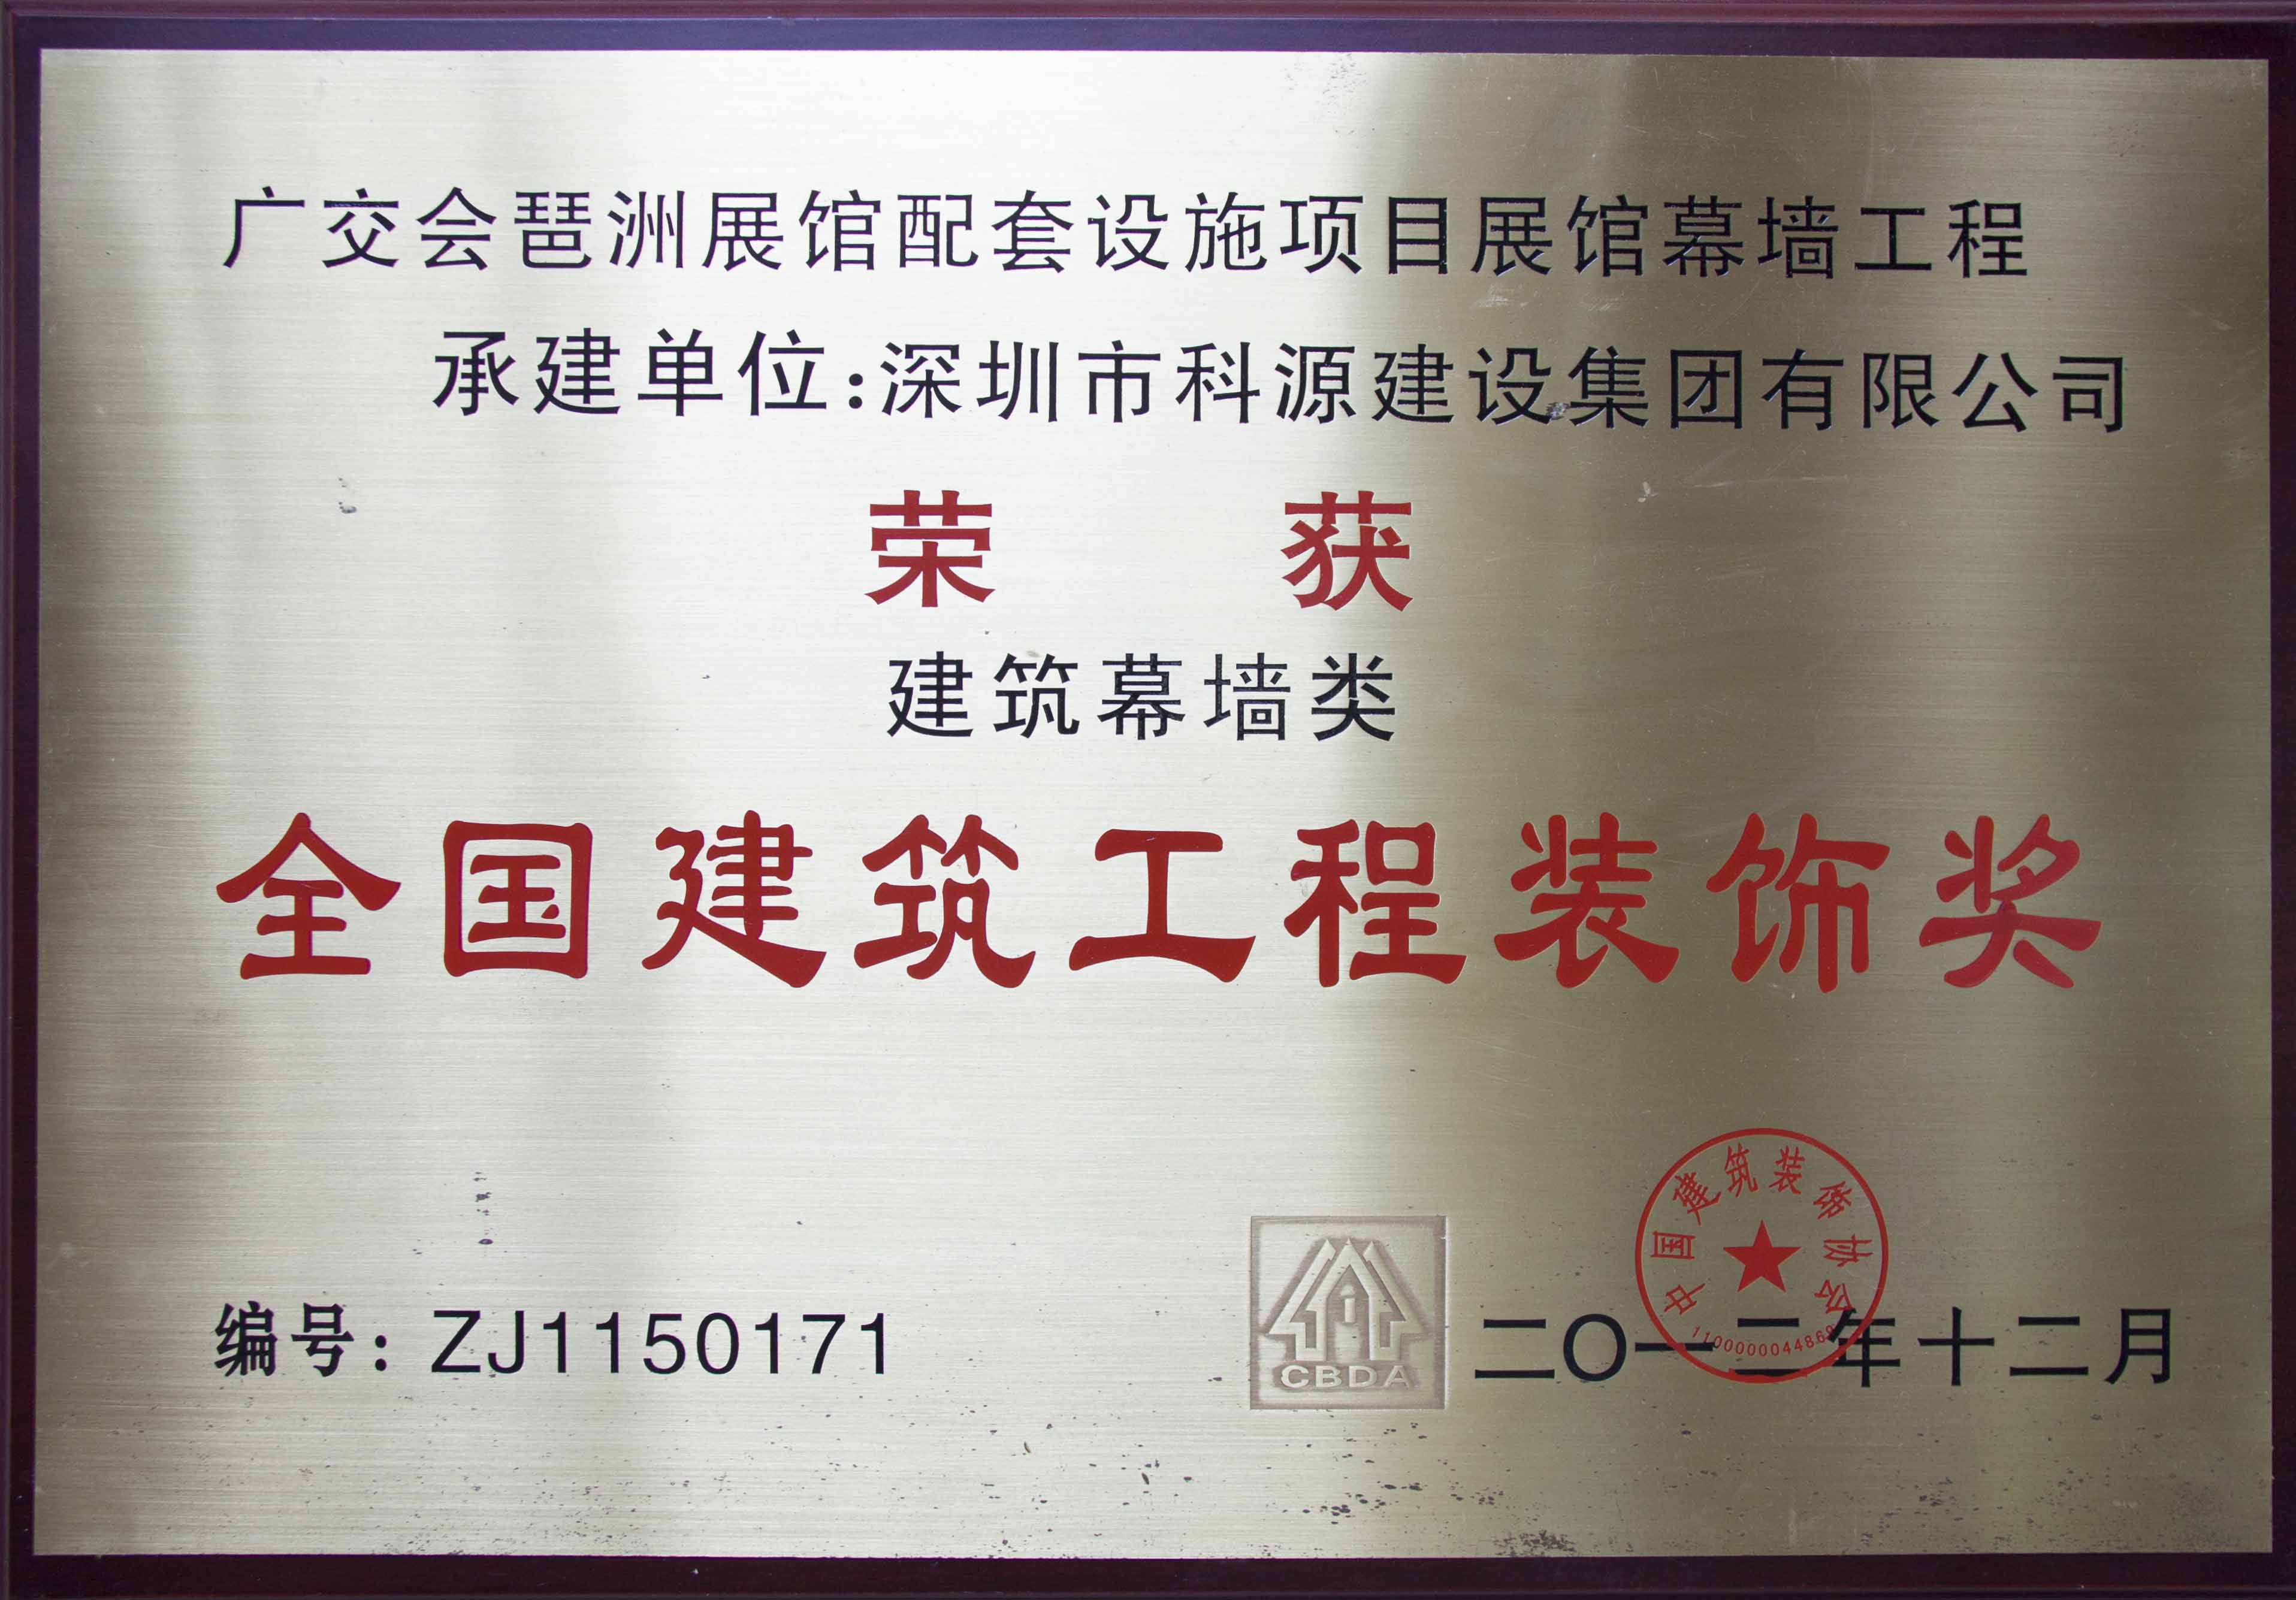 广交会琶洲展馆配套设施项目展馆幕墙工程
承建单位:深圳市科源建设集团有限公司
荣 获
建筑幕墙类
全国建筑工程装饰奖
中国建筑装饰协会
1100000044869
编号: ZJ1150171
CBDA
二〇一二年十二月